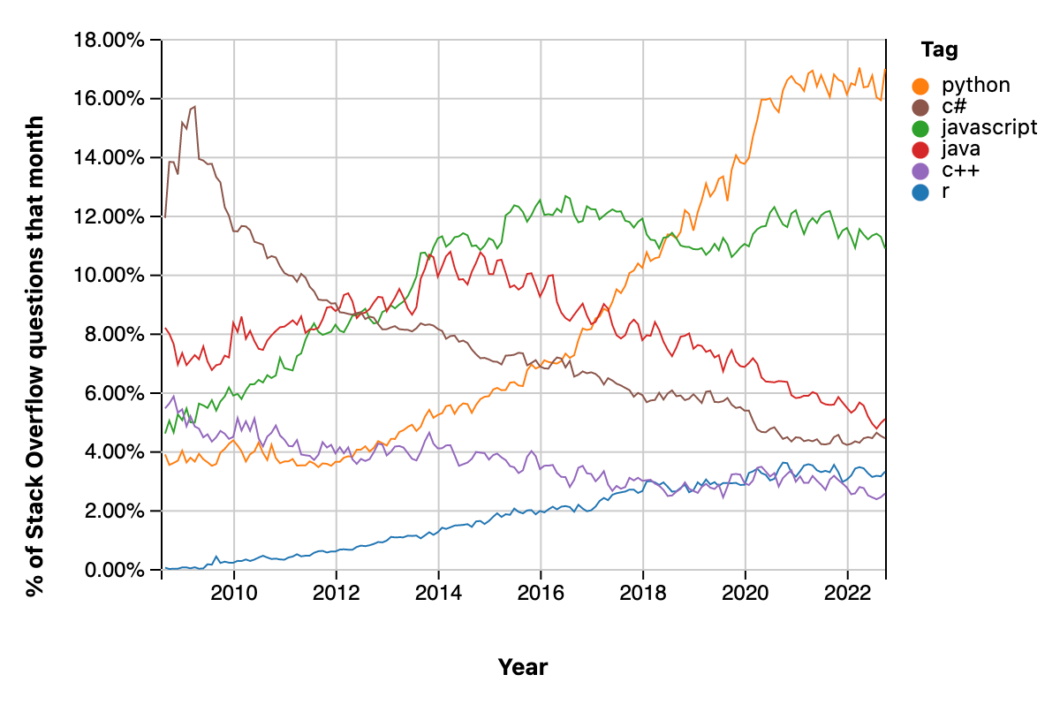 % of Stack Overflow questions that month
18.00%
16.00%
14.00%
12.00%
10.00%
8.00%
6.00%
4.00%
2.00%
0.00%
2010 2012 2014 2016 2018 2020 2022
Year
Tag
python
c#
javascript
java
c++
r